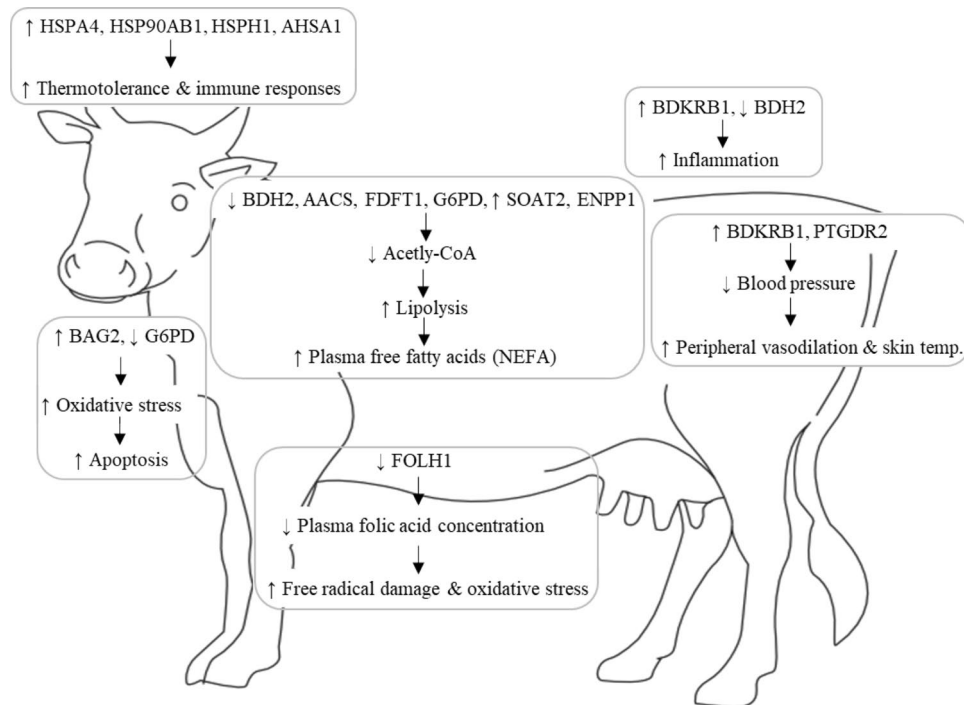 ↑ HSPA4, HSP90AB1, HSPH1, AHSA1
↑ Thermotolerance & immune responses
↑ BDKRB1, ↓ BDH2
↑ Inflammation
↓ BDH2, AACS, FDFT1, G6PD, ↑ SOAT2, ENPP1
↓ Acetly-CoA
↑ Lipolysis
↑ Plasma free fatty acids (NEFA)
↑ BDKRB1, PTGDR2
↓ Blood pressure
↑ Peripheral vasodilation & skin temp.
↑ BAG2, ↓ G6PD
↑ Oxidative stress
↑ Apoptosis
↓ FOLH1
↓ Plasma folic acid concentration
↑ Free radical damage & oxidative stress